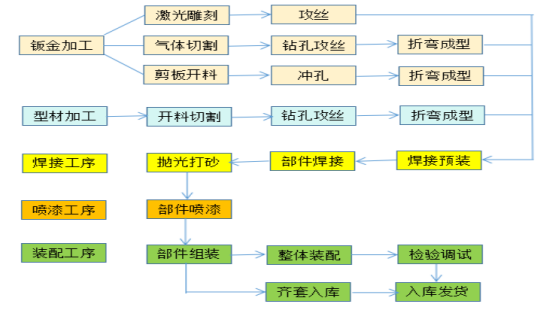 激光雕刻 攻丝
钣金加工 气体切割 钻孔攻丝 折弯成型
剪板开料 冲孔 折弯成型
型材加工 开料切割 钻孔攻丝 折弯成型
焊接工序 抛光打砂 部件焊接 焊接预装
喷漆工序 部件喷漆
装配工序 部件组装 整体装配 检验调试
齐套入库 入库发货